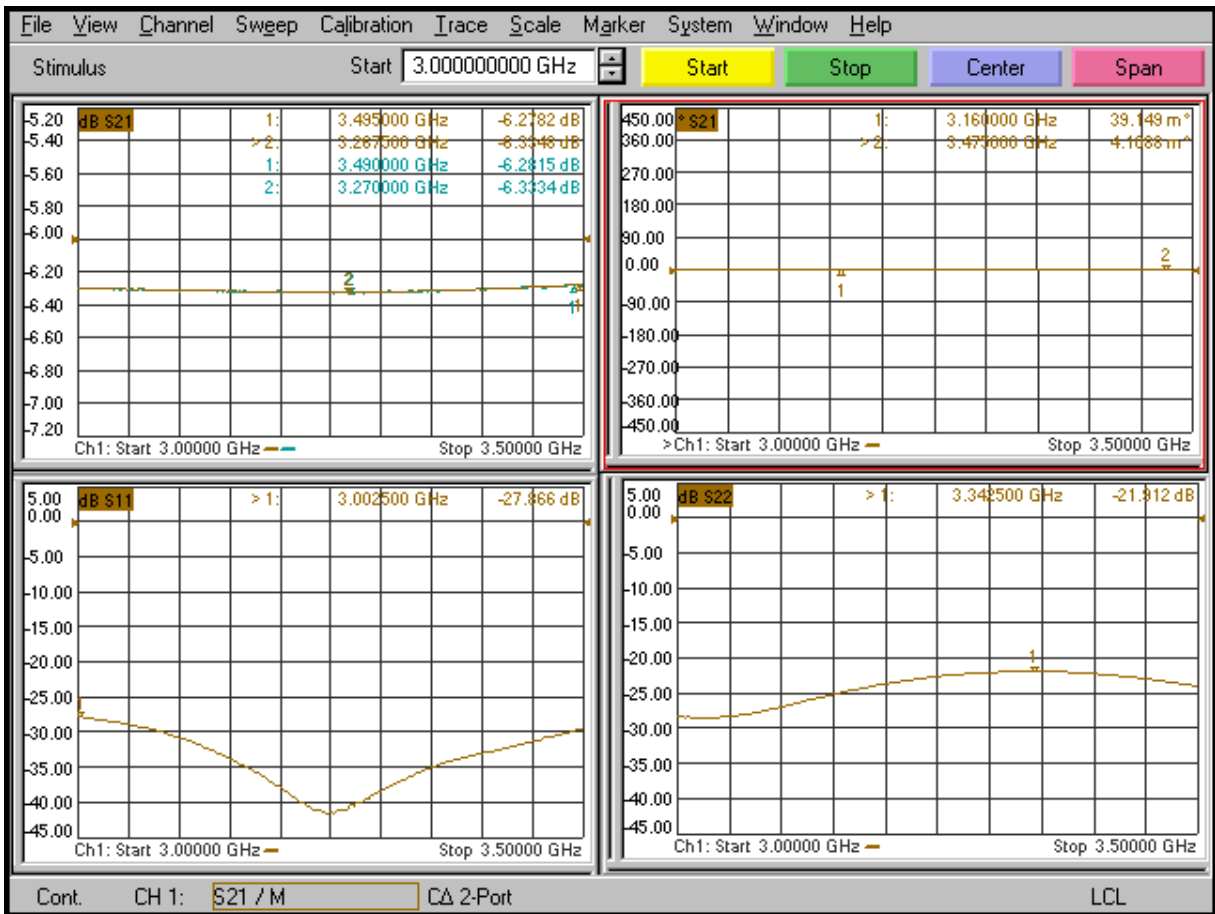 File View Channel Sweep Calibration Trace Scale Marker System Window Help
Stimulus Start 3.000000000 GHz Start Stop Center Span
-5.20
-5.40
-5.60
-5.80
-6.00
-6.20
-6.40
-6.60
-6.80
-7.00
-7.20
dB S21
1: 3.495000 GHz -6.2782 dB
>2: 3.287500 GHz -6.3348 dB
1: 3.490000 GHz -6.2815 dB
2: 3.270000 GHz -6.3334 dB
2
1
1
Ch1: Start 3.00000 GHz Stop 3.50000 GHz
450.00
360.00
270.00
180.00
90.00
0.00
-90.00
-180.00
-270.00
-360.00
-450.00
° S21
1: 3.160000 GHz 39.149 m°
>2: 3.475000 GHz 4.1688 m°
1
2
>Ch1: Start 3.00000 GHz Stop 3.50000 GHz
5.00
0.00
-5.00
-10.00
-15.00
-20.00
-25.00
-30.00
-35.00
-40.00
-45.00
dB S11
> 1: 3.002500 GHz -27.866 dB
Ch1: Start 3.00000 GHz Stop 3.50000 GHz
5.00
0.00
-5.00
-10.00
-15.00
-20.00
-25.00
-30.00
-35.00
-40.00
-45.00
dB S22
> 1: 3.342500 GHz -21.912 dB
1
Ch1: Start 3.00000 GHz Stop 3.50000 GHz
Cont. CH 1: S21 / M CΔ 2-Port LCL